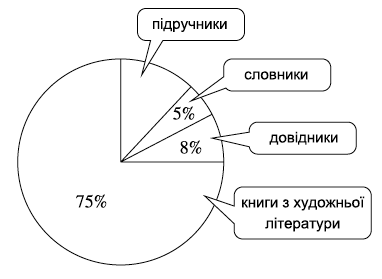 підручники
словники
5%
довідники
8%
75%
книги з художньої
літератури